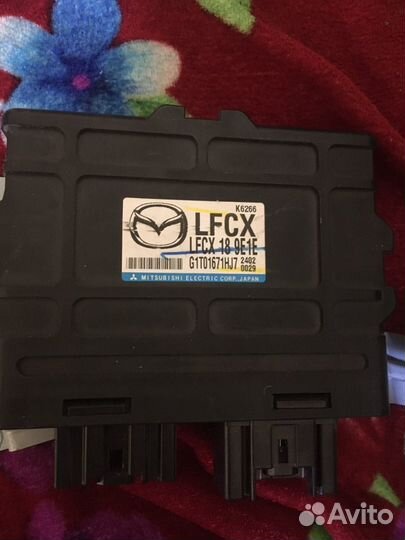 K6266
LFCX
LFCX 18 9E1E
G1T01671HJ7 2402 0029
MITSUBISHI ELECTRIC CORP. JAPAN
Avito